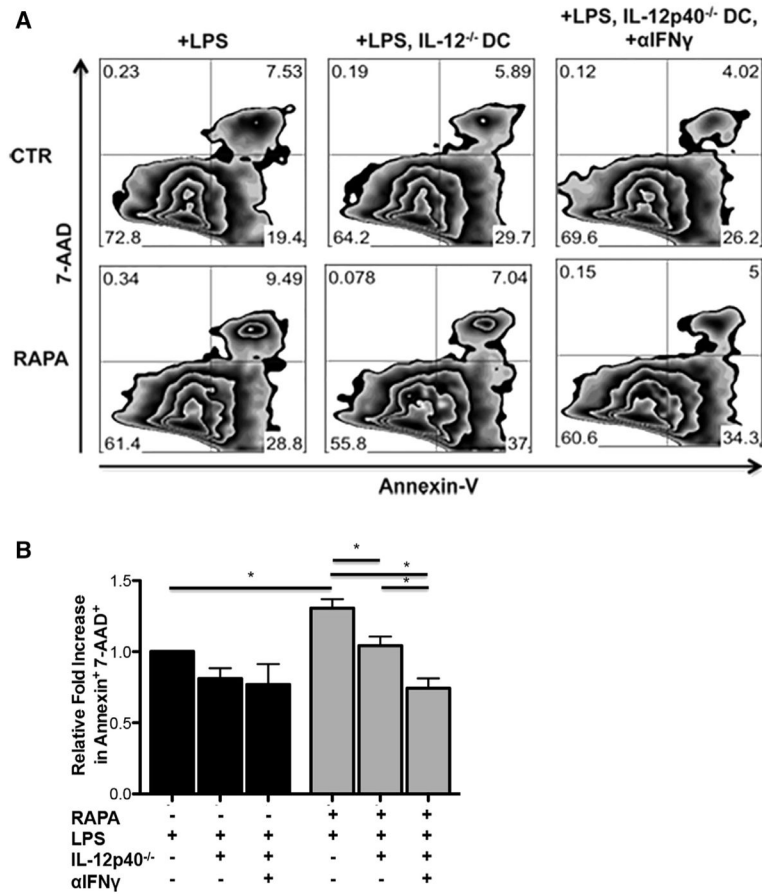 A
+LPS
+LPS, IL-12-/- DC
+LPS, IL-12p40-/- DC,
+αIFNγ
CTR
0.23 7.53
72.8 19.4
0.19 5.89
64.2 29.7
0.12 4.02
69.6 26.2
7-AAD
RAPA
0.34 9.49
61.4 28.8
0.078 7.04
55.8 37
0.15 5
60.6 34.3
Annexin-V
B
* * * *
Relative Fold Increase
in Annexin+ 7-AAD+
1.5
1.0
0.5
0.0
RAPA - - - + + +
LPS + + + + + +
IL-12p40-/- - + + - + +
αIFNγ - - + - - +